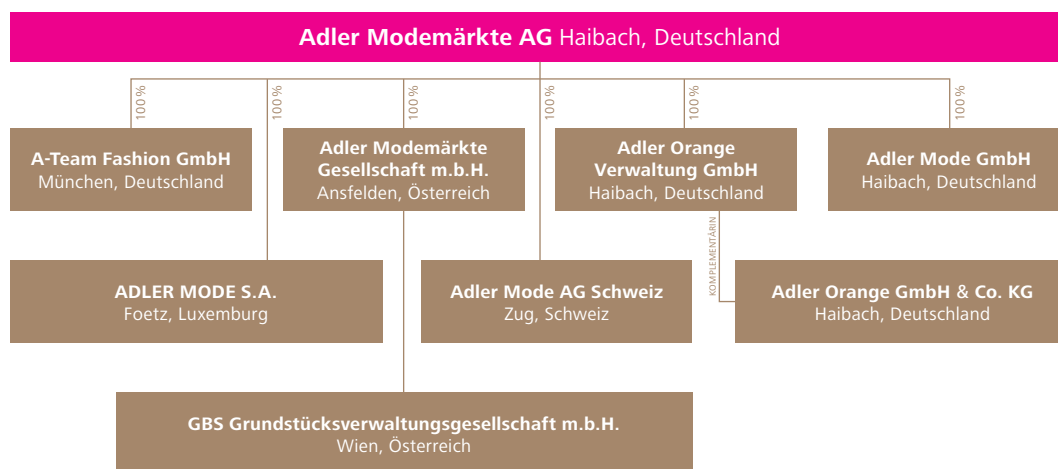 Adler Modemärkte AG Haibach, Deutschland
100 %
100 %
100 %
100 %
100 %
100 %
A-Team Fashion GmbH
München, Deutschland
Adler Modemärkte
Gesellschaft m.b.H.
Ansfelden, Österreich
Adler Orange
Verwaltung GmbH
Haibach, Deutschland
Adler Mode GmbH
Haibach, Deutschland
KOMPLEMENTÄRIN
ADLER MODE S.A.
Foetz, Luxemburg
Adler Mode AG Schweiz
Zug, Schweiz
Adler Orange GmbH & Co. KG
Haibach, Deutschland
GBS Grundstücksverwaltungsgesellschaft m.b.H.
Wien, Österreich